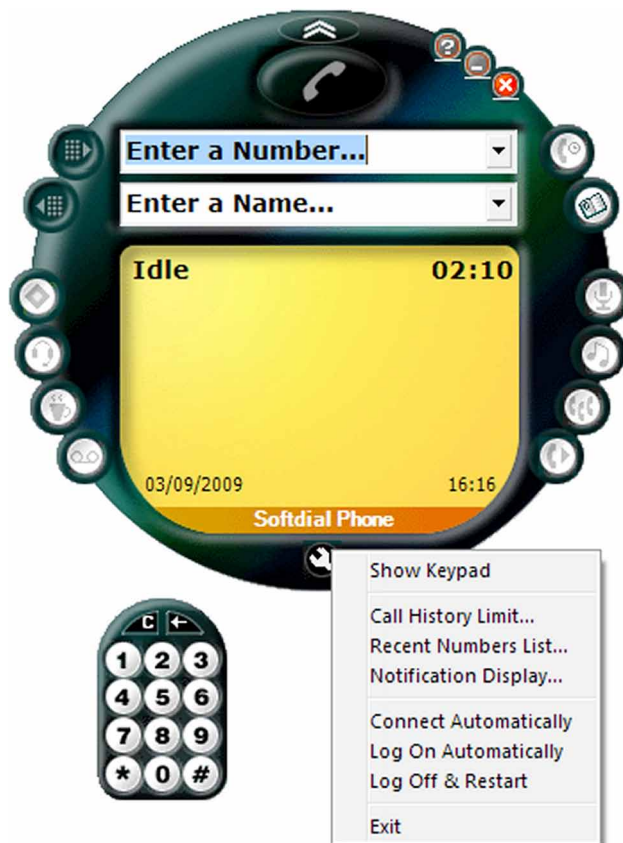 ?
Enter a Number...
Enter a Name...
Idle 02:10
03/09/2009 16:16
Softdial Phone
Show Keypad
Call History Limit...
Recent Numbers List...
Notification Display...
Connect Automatically
Log On Automatically
Log Off & Restart
Exit
C ←
1 2 3
4 5 6
7 8 9
* 0 #